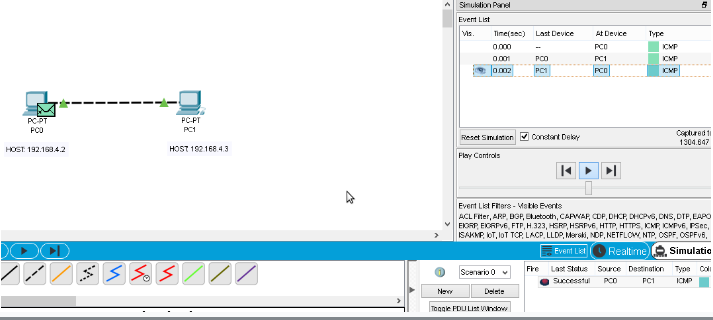 Simulation Panel
Event List
Vis. Time(sec) Last Device At Device Type
0.000 -- PC0 ICMP
0.001 PC0 PC1 ICMP
0.002 PC1 PC0 ICMP
PC-PT
PC0
PC-PT
PC1
HOST: 192.168.4.2
HOST: 192.168.4.3
Reset Simulation Constant Delay
Captured to
1304.647
Play Controls
Event List Filters - Visible Events
ACL Filter, ARP, BGP, Bluetooth, CAPWAP, CDP, DHCP, DHCPv6, DNS, DTP, EAPO
EIGRP, EIGRPv6, FTP, H.323, HSRP, HSRPv6, HTTP, HTTPS, ICMP, ICMPv6, IPSec,
ISAKMP, IoT, IoT TCP, LACP, LLDP, Meraki, NDP, NETFLOW, NTP, OSPF, OSPFv6,
Event List Realtime Simulatio
Scenario 0
New Delete
Toggle PDU List Window
Fire Last Status Source Destination Type Colo
Successful PC0 PC1 ICMP